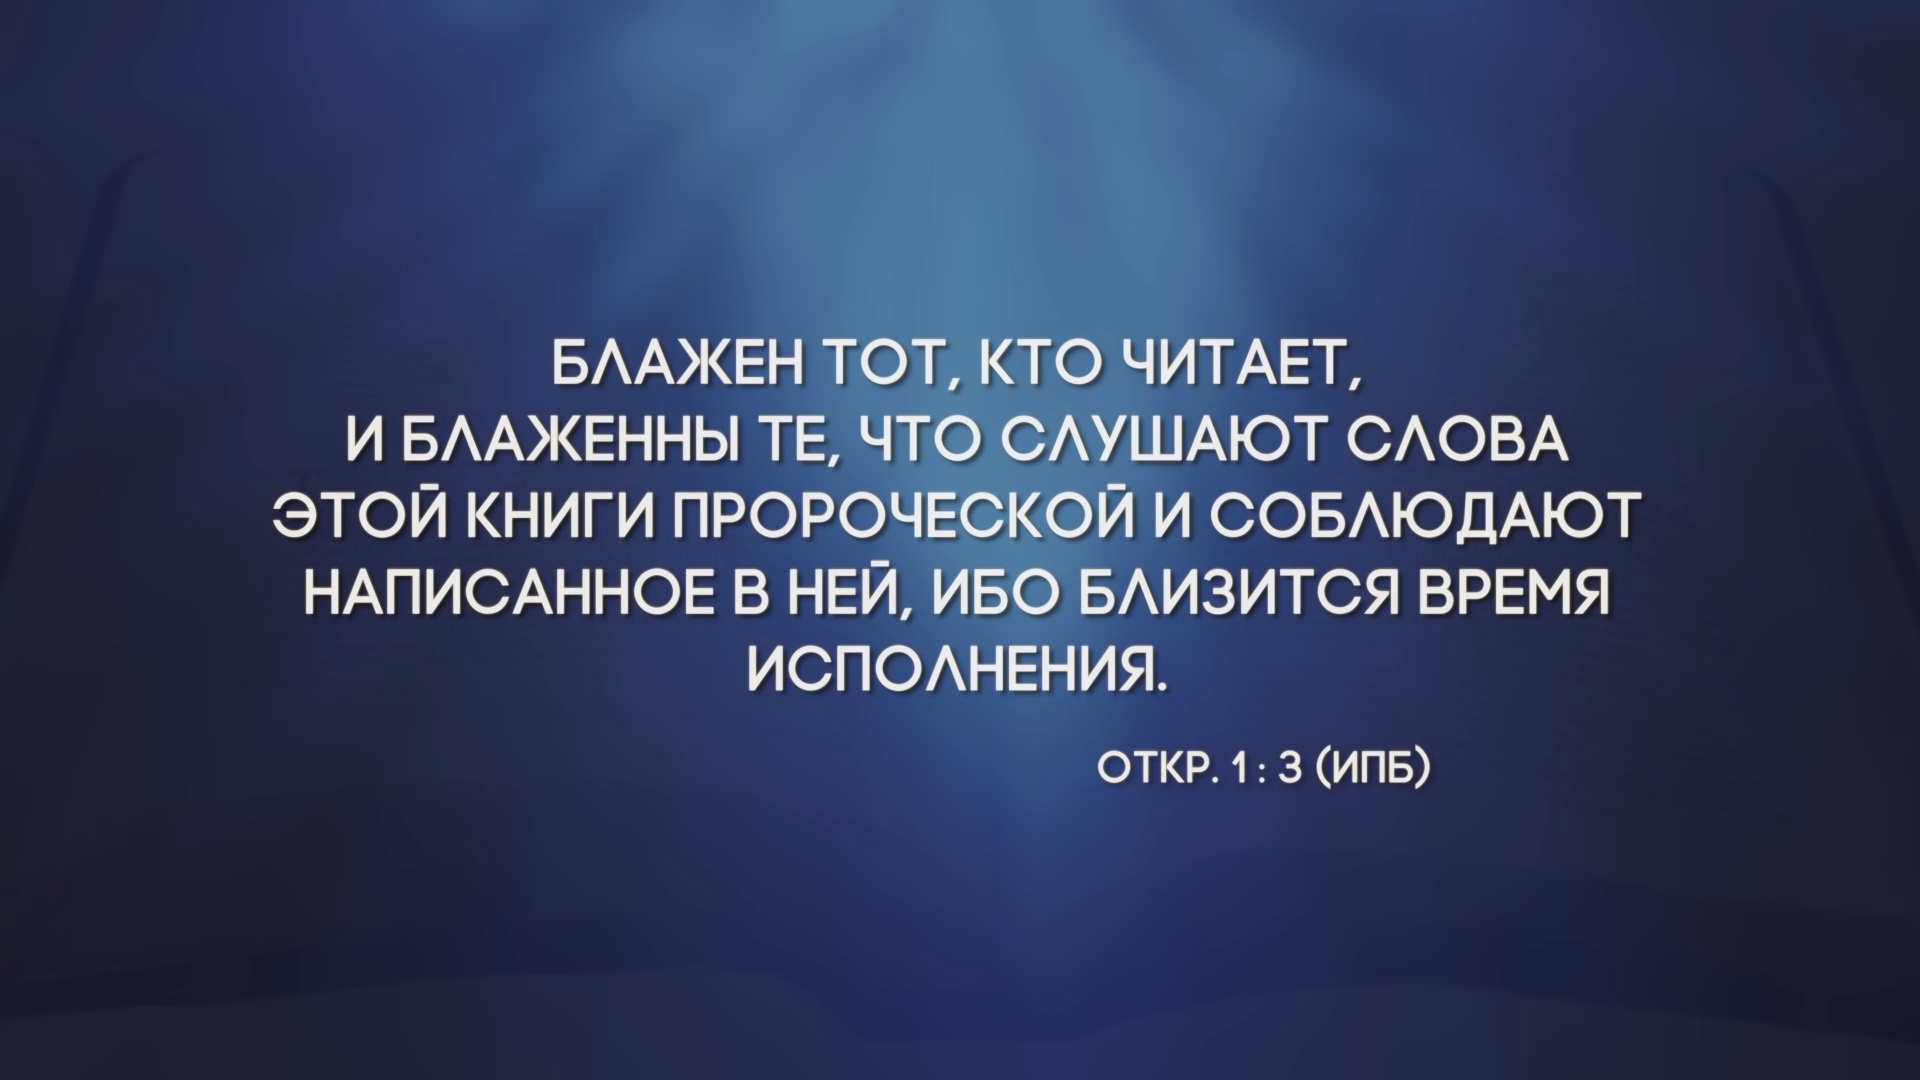 БЛАЖЕН ТОТ, КТО ЧИТАЕТ,
И БЛАЖЕННЫ ТЕ, ЧТО СЛУШАЮТ СЛОВА
ЭТОЙ КНИГИ ПРОРОЧЕСКОЙ И СОБЛЮДАЮТ
НАПИСАННОЕ В НЕЙ, ИБО БЛИЗИТСЯ ВРЕМЯ
ИСПОЛНЕНИЯ.
ОТКР. 1 : 3 (ИПБ)